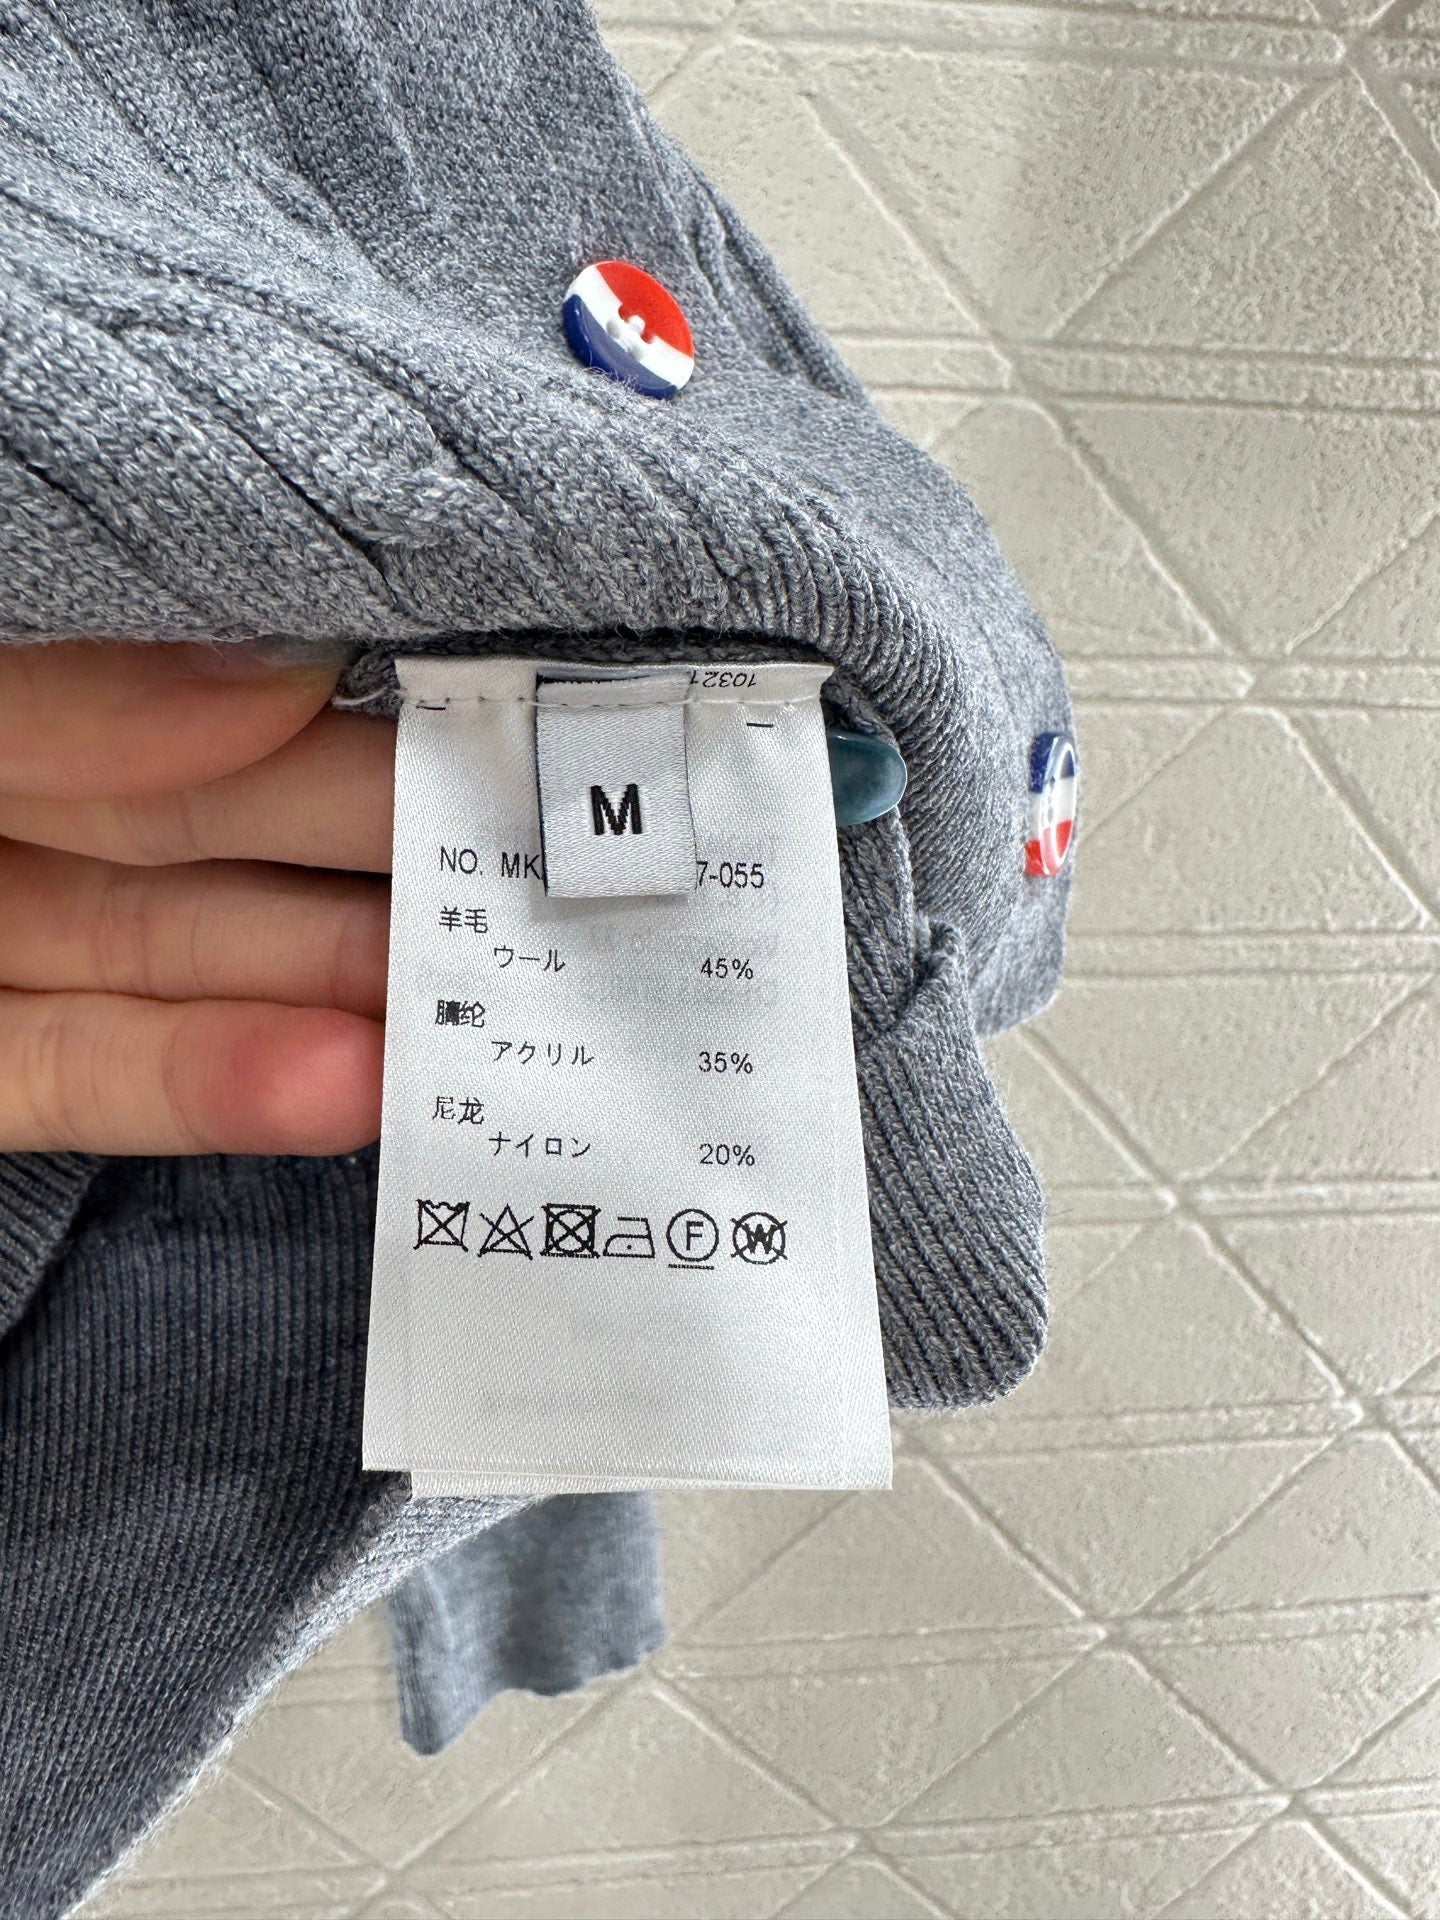 10321
M
NO. MK 7-055
羊毛
ウール 45%
腈纶
アクリル 35%
尼龙
ナイロン 20%
F W